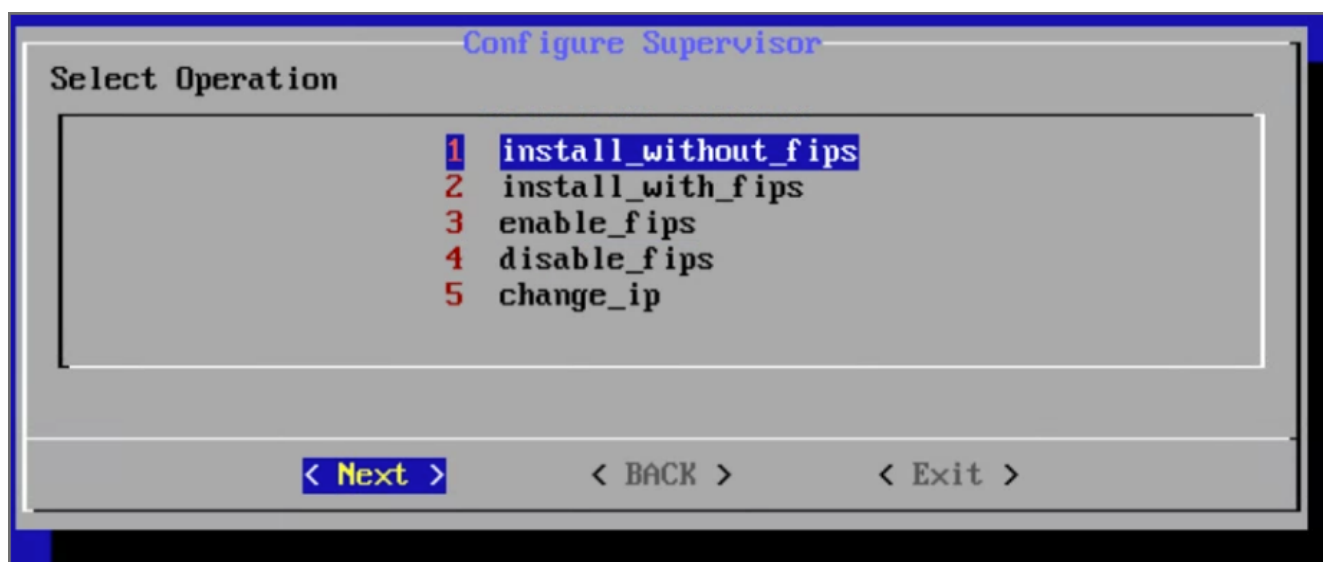 Configure Supervisor
Select Operation
1 install_without_fips
2 install_with_fips
3 enable_fips
4 disable_fips
5 change_ip
< Next > < BACK > < Exit >